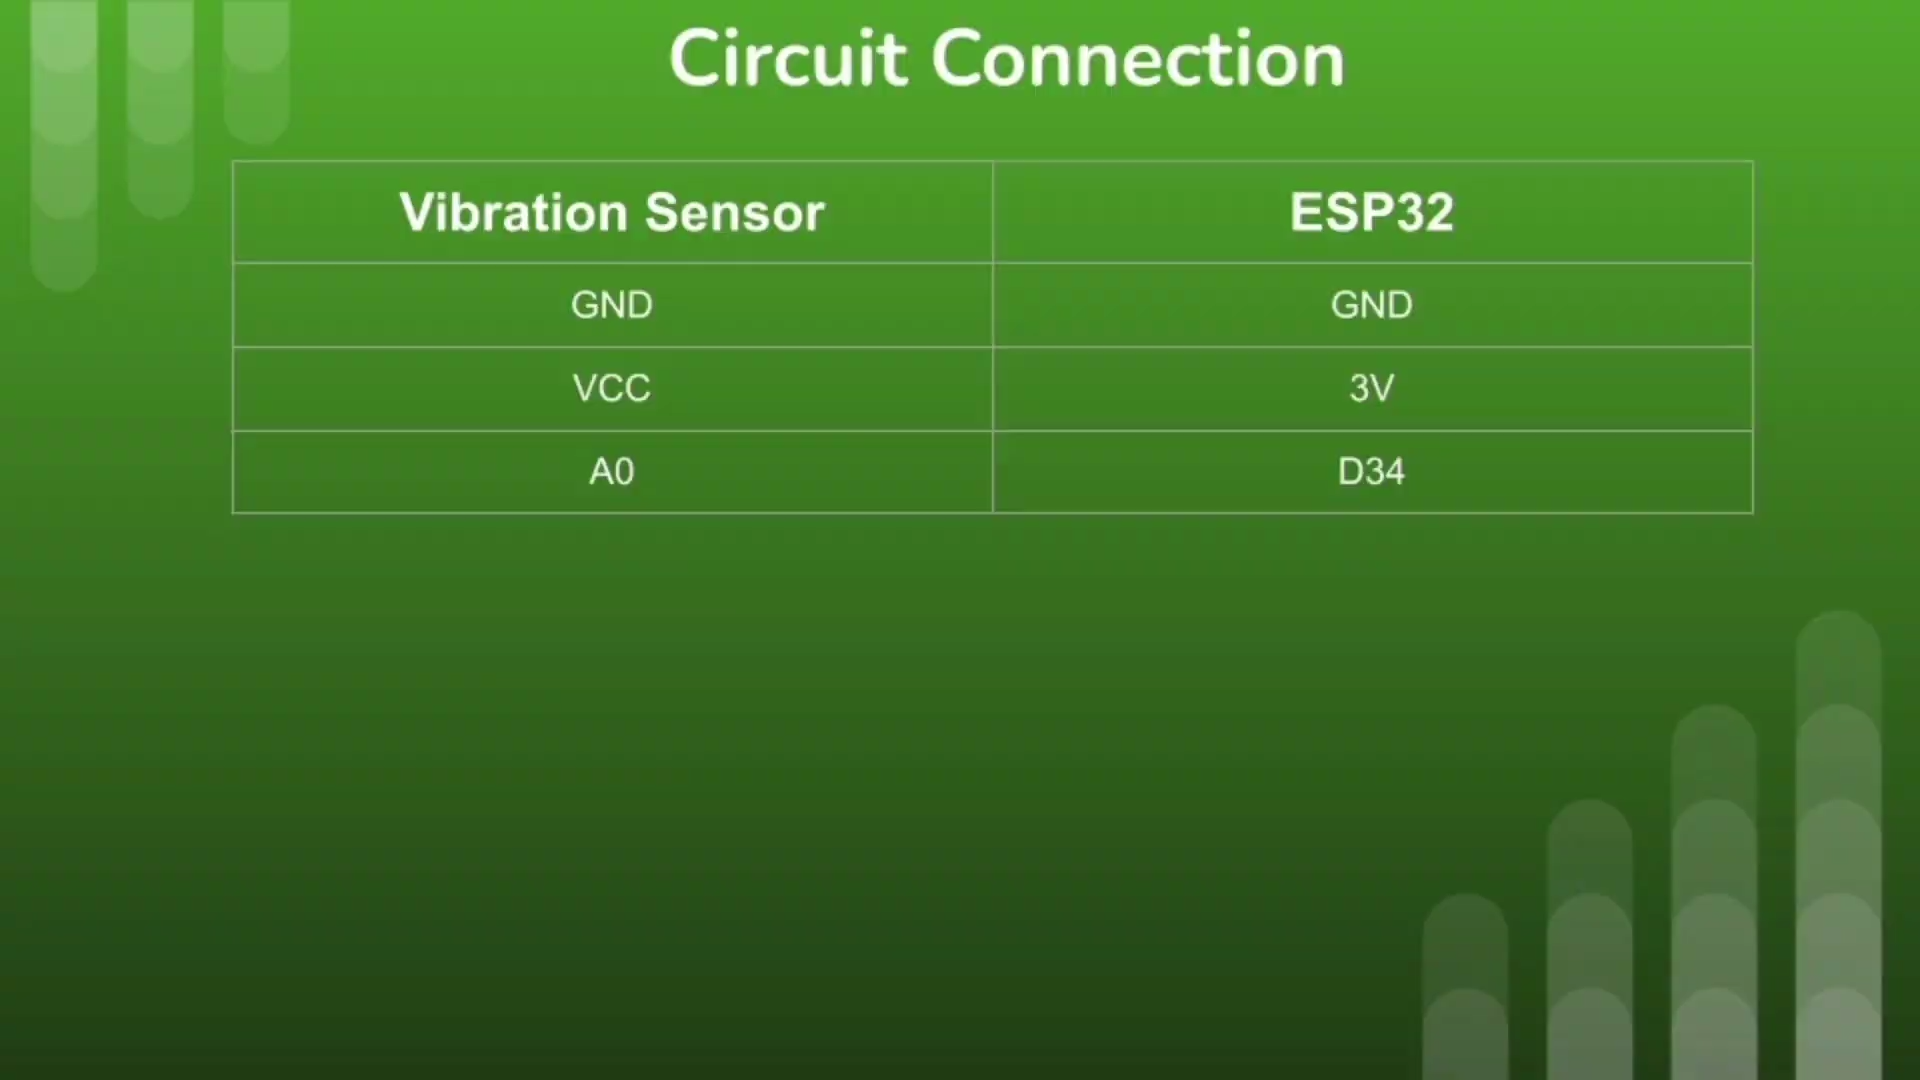 Circuit Connection
Vibration Sensor ESP32
GND GND
VCC 3V
A0 D34